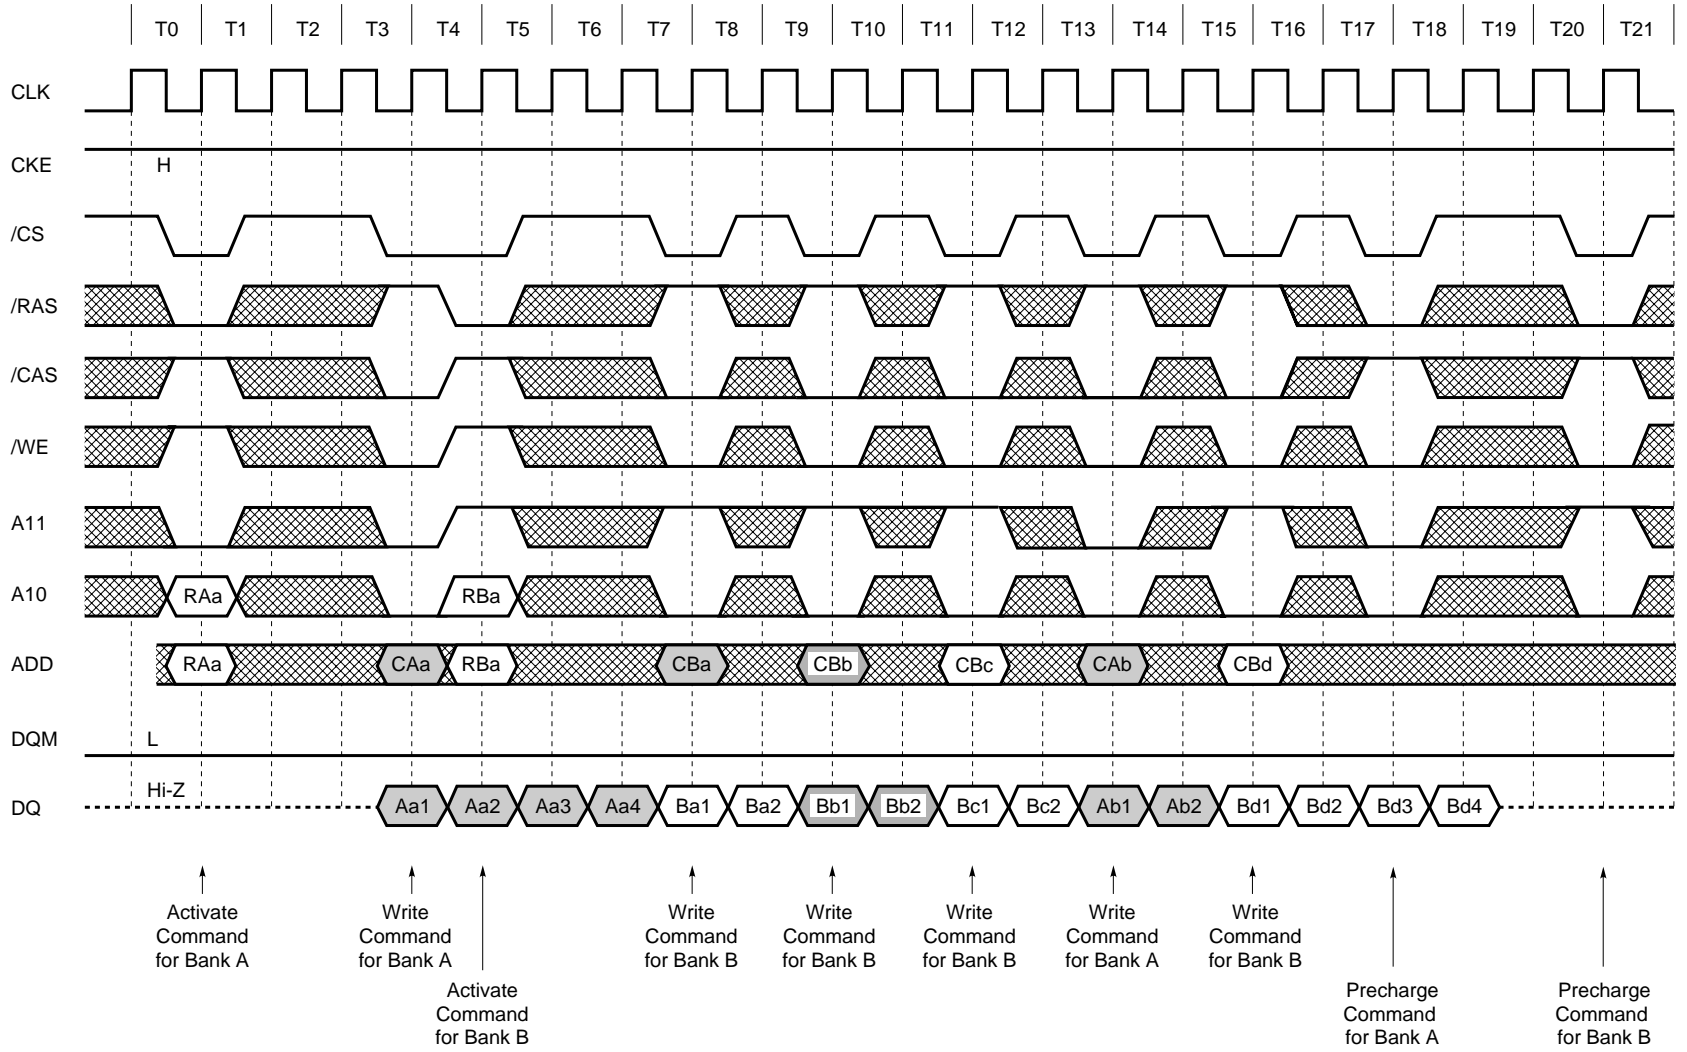 T0 T1 T2 T3 T4 T5 T6 T7 T8 T9 T10 T11 T12 T13 T14 T15 T16 T17 T18 T19 T20 T21
CLK
CKE H
/CS
/RAS
/CAS
/WE
A11
A10 RAa RBa
ADD RAa CAa RBa CBa CBb CBc CAb CBd
DQM L
Hi-Z
DQ Aa1 Aa2 Aa3 Aa4 Ba1 Ba2 Bb1 Bb2 Bc1 Bc2 Ab1 Ab2 Bd1 Bd2 Bd3 Bd4
Activate
Command
for Bank A
Write
Command
for Bank A
Activate
Command
for Bank B
Write
Command
for Bank B
Write
Command
for Bank B
Write
Command
for Bank B
Write
Command
for Bank A
Write
Command
for Bank B
Precharge
Command
for Bank A
Precharge
Command
for Bank B